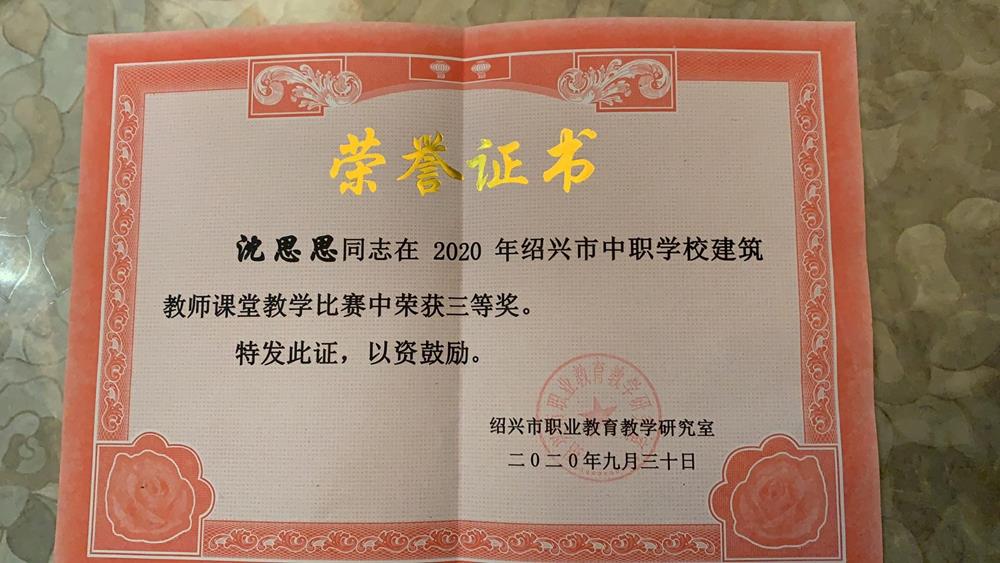 荣誉证书
沈思思同志在 2020 年绍兴市中职学校建筑
教师课堂教学比赛中荣获三等奖。
特发此证，以资鼓励。
绍兴市职业教育教学研究室
二0二0年九月三十日